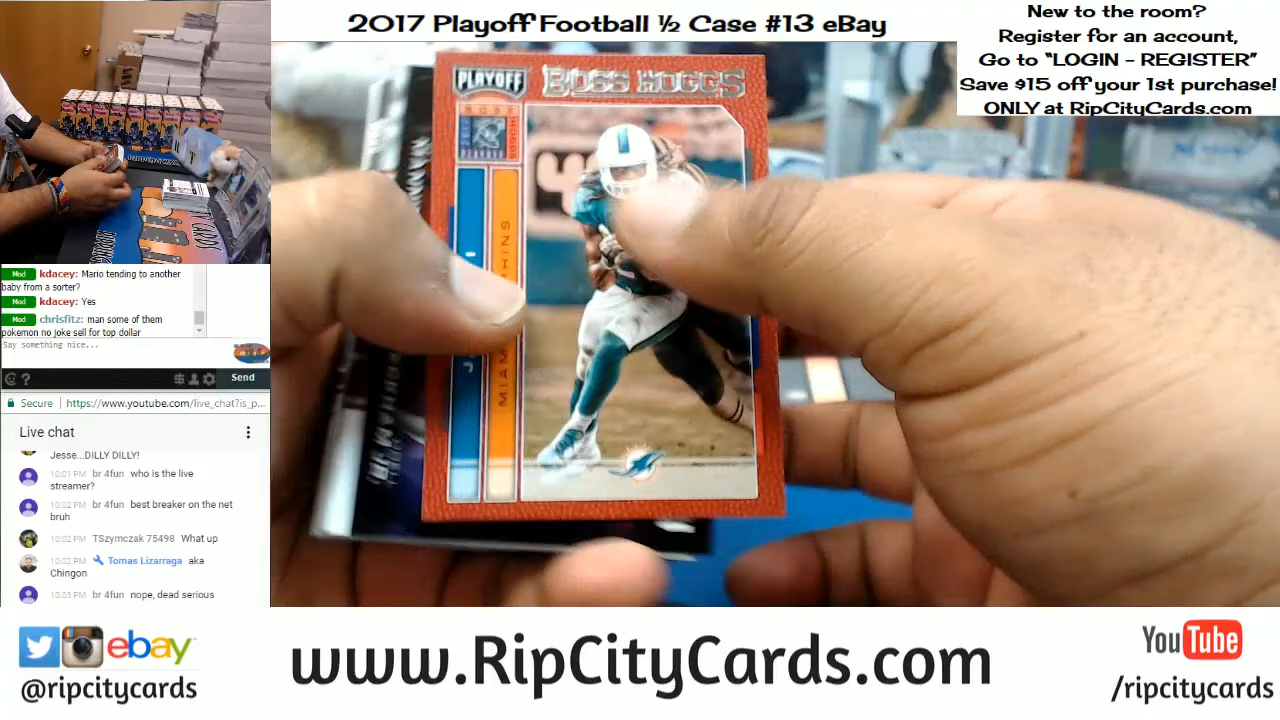 2017 Playoff Football ½ Case #13 eBay
New to the room?
Register for an account,
Go to “LOGIN - REGISTER”
Save $15 off your 1st purchase!
ONLY at RipCityCards.com
PLAYOFF
BOSS HOGGS
Mod kdacey: Mario tending to another
baby from a sorter?
Mod kdacey: Yes
Mod chrisfitz: man some of them
pokemon no joke sell for top dollar
Say something nice...
Send
Secure https://www.youtube.com/live_chat?is_p...
Live chat
Jesse...DILLY DILLY!
10:01 PM br 4fun who is the live
streamer?
10:02 PM br 4fun best breaker on the net
bruh
10:02 PM TSzymczak 75498 What up
10:02 PM Tomas Lizarraga aka
Chingon
10:03 PM br 4fun nope, dead serious
ebay
@ripcitycards
www.RipCityCards.com
YouTube
/ripcitycards